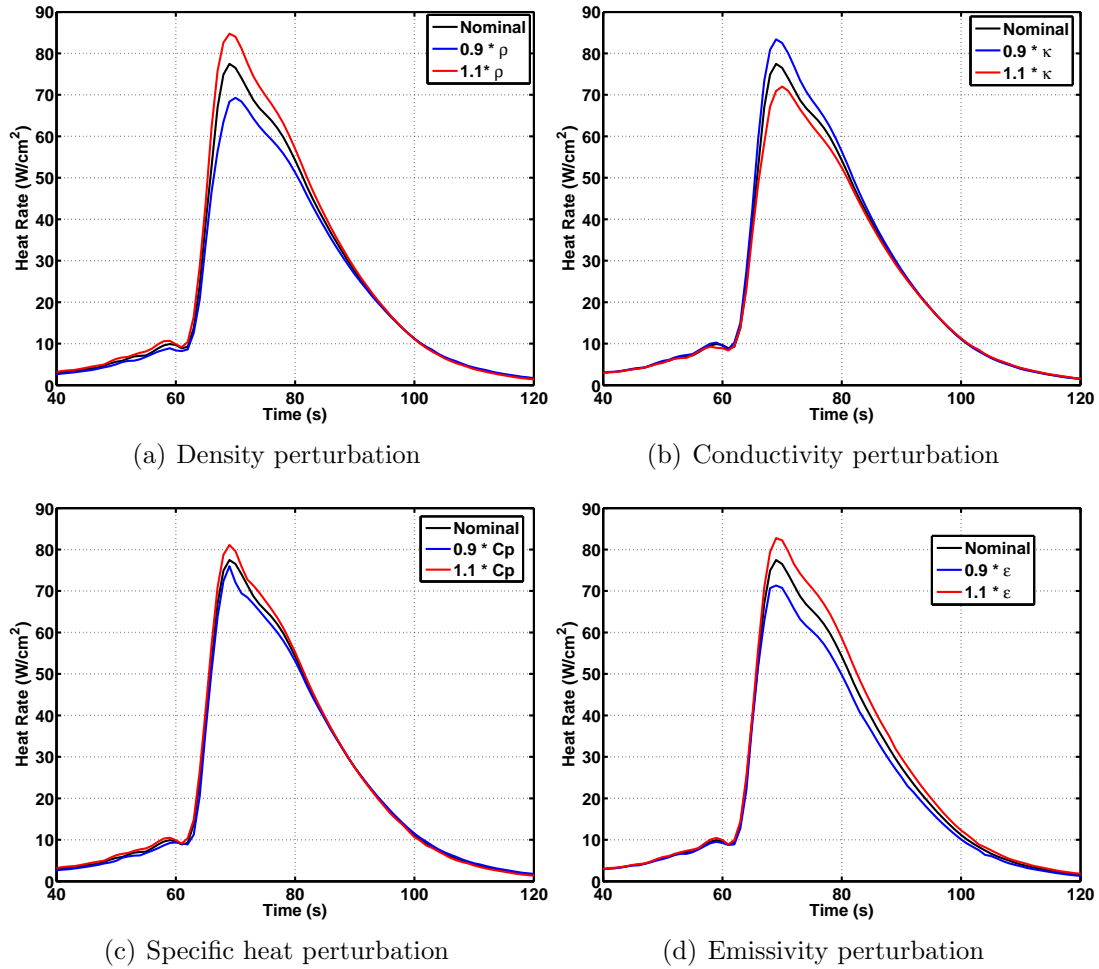 90
80
70
60
50
40
30
20
10
0
Heat Rate (W/cm²)
40 60 80 100 120
Time (s)
Nominal
0.9 * ρ
1.1* ρ
(a) Density perturbation
90
80
70
60
50
40
30
20
10
0
Heat Rate (W/cm²)
40 60 80 100 120
Time (s)
Nominal
0.9 * κ
1.1 * κ
(b) Conductivity perturbation
90
80
70
60
50
40
30
20
10
0
Heat Rate (W/cm²)
40 60 80 100 120
Time (s)
Nominal
0.9 * Cp
1.1 * Cp
(c) Specific heat perturbation
90
80
70
60
50
40
30
20
10
0
Heat Rate (W/cm²)
40 60 80 100 120
Time (s)
Nominal
0.9 * ε
1.1 * ε
(d) Emissivity perturbation